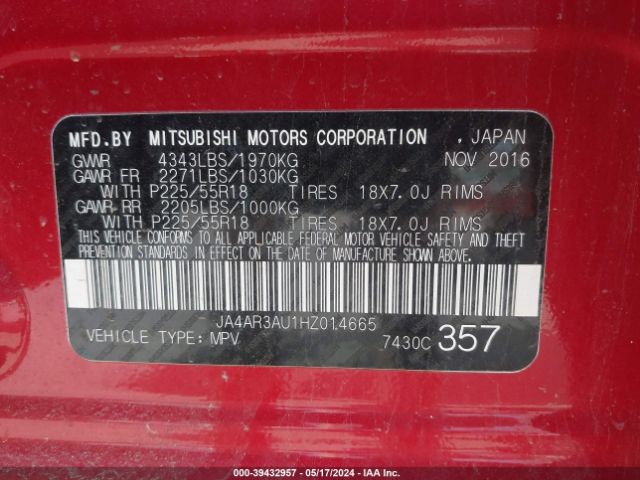 MFD.BY MITSUBISHI MOTORS CORPORATION , JAPAN
GVWR 4343LBS/1970KG NOV 2016
GAWR FR 2271LBS/1030KG
WITH P225/55R18 TIRES 18X7.0J RIMS
GAWR RR 2205LBS/1000KG
WITH P225/55R18 TIRES 18X7.0J RIMS
THIS VEHICLE CONFORMS TO ALL APPLICABLE FEDERAL MOTOR VEHICLE SAFETY AND THEFT
PREVENTION STANDARDS IN EFFECT ON THE DATE OF MANUFACTURE SHOWN ABOVE.
JA4AR3AU1HZ014665
VEHICLE TYPE: MPV 7430C 357
000-39432957 - 05/17/2024 - IAA Inc.